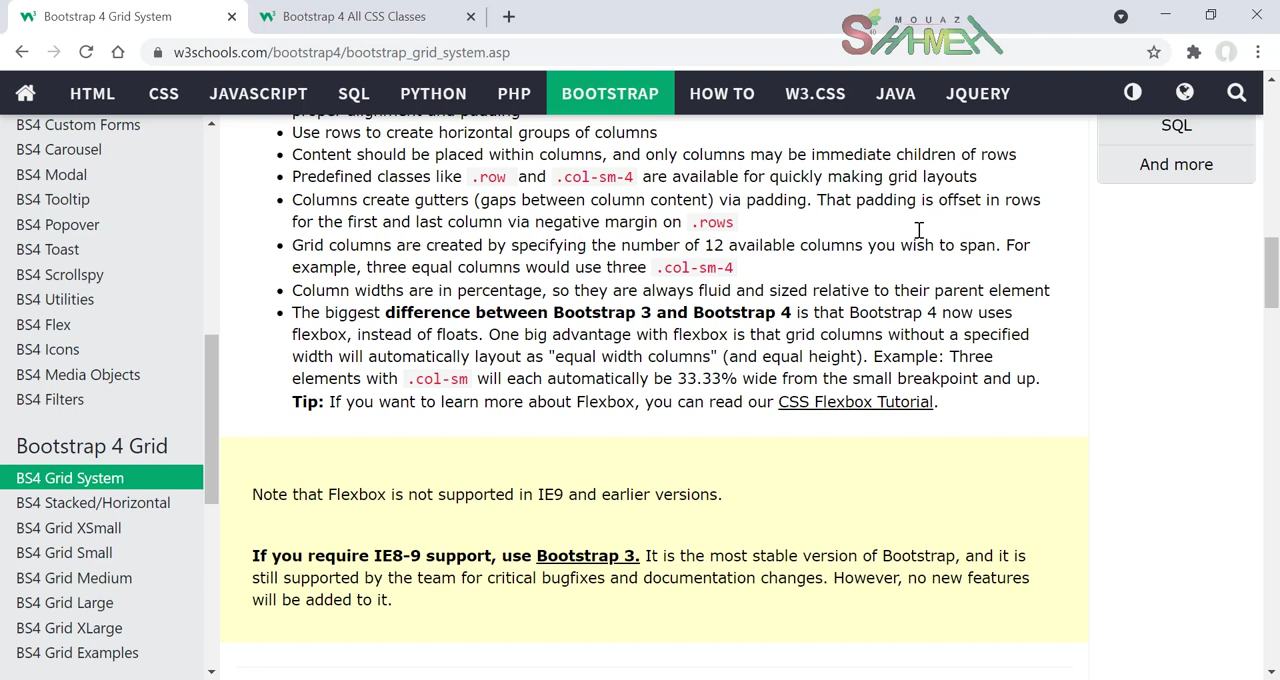 Bootstrap 4 Grid System
Bootstrap 4 All CSS Classes
MOUAZ
w3schools.com/bootstrap4/bootstrap_grid_system.asp
HTML CSS JAVASCRIPT SQL PYTHON PHP BOOTSTRAP HOW TO W3.CSS JAVA JQUERY
BS4 Custom Forms
BS4 Carousel
BS4 Modal
BS4 Tooltip
BS4 Popover
BS4 Toast
BS4 Scrollspy
BS4 Utilities
BS4 Flex
BS4 Icons
BS4 Media Objects
BS4 Filters
Bootstrap 4 Grid
BS4 Grid System
BS4 Stacked/Horizontal
BS4 Grid XSmall
BS4 Grid Small
BS4 Grid Medium
BS4 Grid Large
BS4 Grid XLarge
BS4 Grid Examples
proper alignment and padding
• Use rows to create horizontal groups of columns
• Content should be placed within columns, and only columns may be immediate children of rows
• Predefined classes like .row and .col-sm-4 are available for quickly making grid layouts
• Columns create gutters (gaps between column content) via padding. That padding is offset in rows
for the first and last column via negative margin on .rows
• Grid columns are created by specifying the number of 12 available columns you wish to span. For
example, three equal columns would use three .col-sm-4
• Column widths are in percentage, so they are always fluid and sized relative to their parent element
• The biggest difference between Bootstrap 3 and Bootstrap 4 is that Bootstrap 4 now uses
flexbox, instead of floats. One big advantage with flexbox is that grid columns without a specified
width will automatically layout as "equal width columns" (and equal height). Example: Three
elements with .col-sm will each automatically be 33.33% wide from the small breakpoint and up.
Tip: If you want to learn more about Flexbox, you can read our CSS Flexbox Tutorial.
Note that Flexbox is not supported in IE9 and earlier versions.
If you require IE8-9 support, use Bootstrap 3. It is the most stable version of Bootstrap, and it is
still supported by the team for critical bugfixes and documentation changes. However, no new features
will be added to it.
SQL
And more